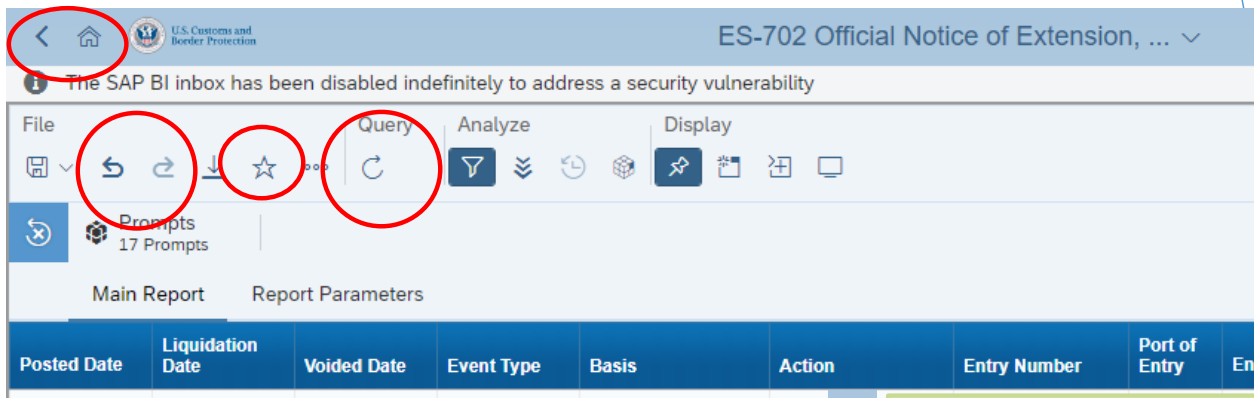 U.S. Customs and
Border Protection
ES-702 Official Notice of Extension, ...
The SAP BI inbox has been disabled indefinitely to address a security vulnerability
File Query Analyze Display
Prompts
17 Prompts
Main Report Report Parameters
Posted Date Liquidation Date Voided Date Event Type Basis Action Entry Number Port of Entry En